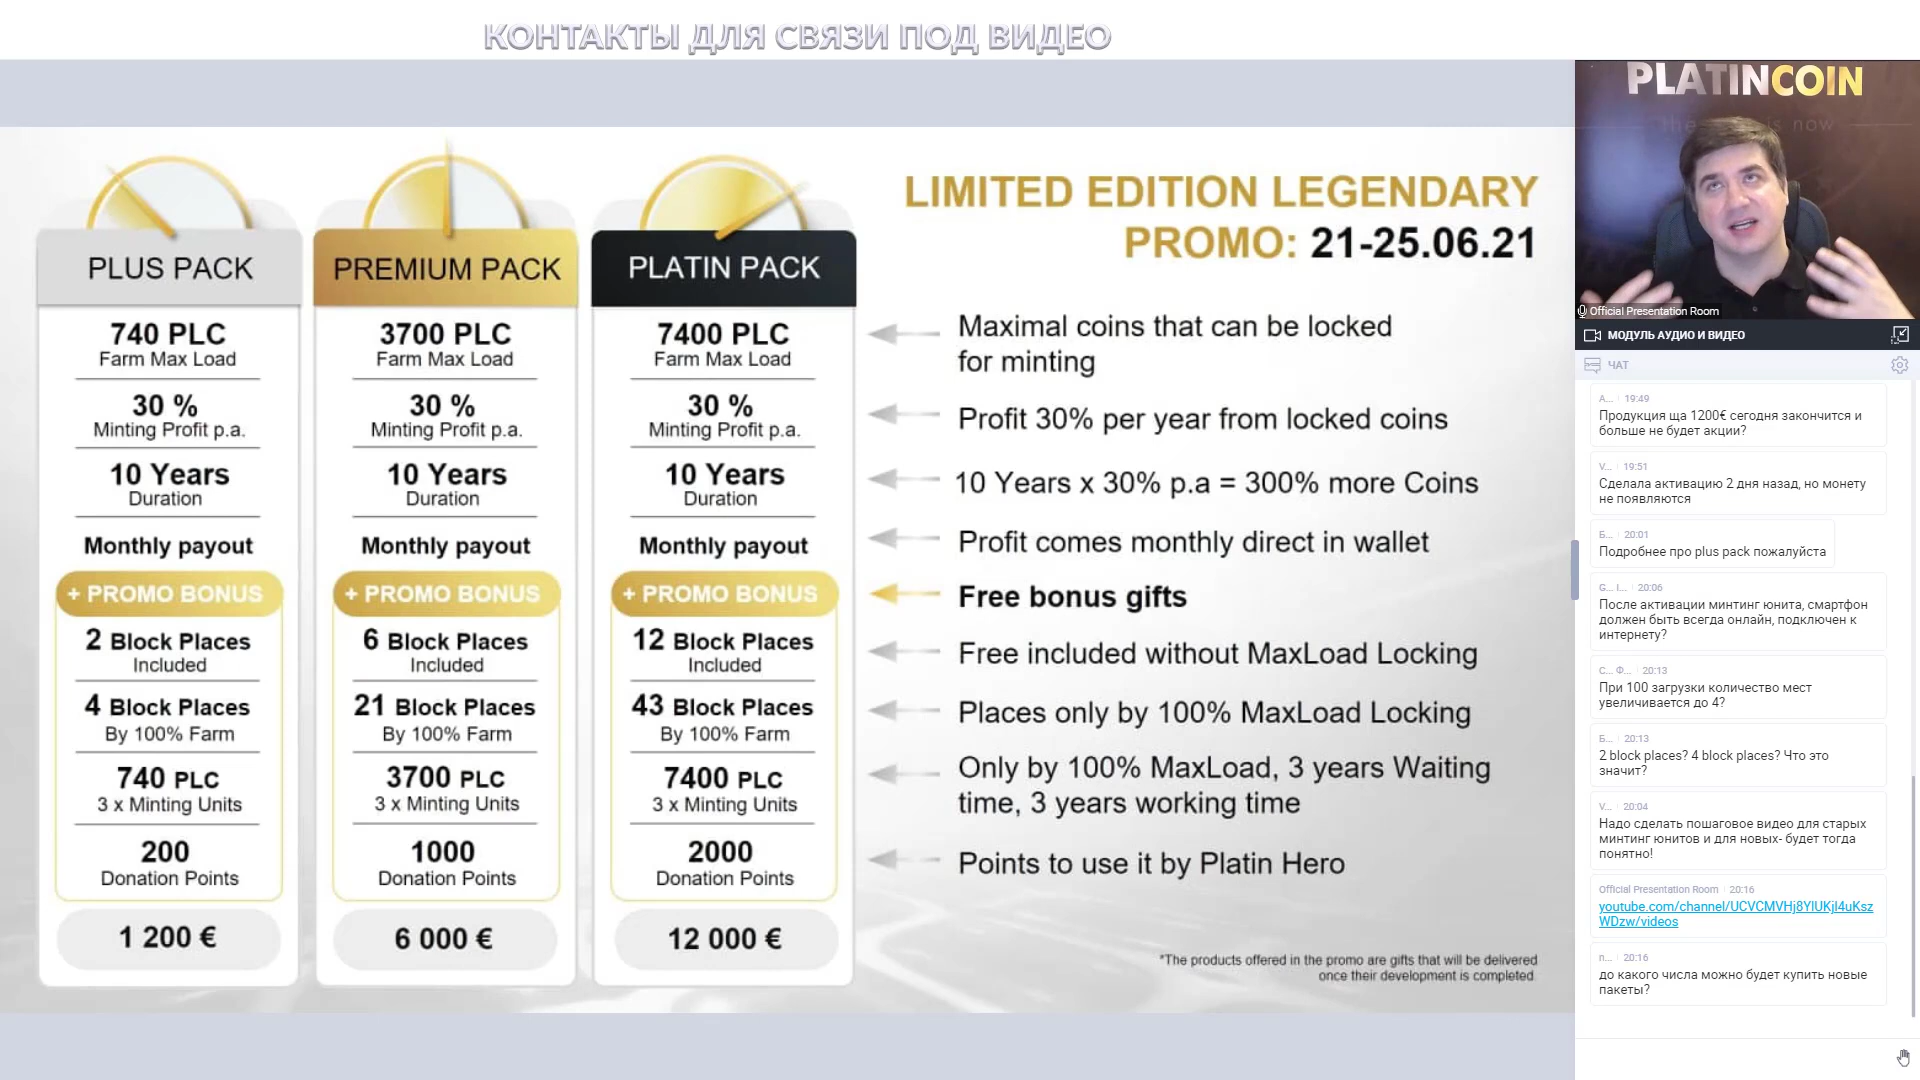 КОНТАКТЫ ДЛЯ СВЯЗИ ПОД ВИДЕО
PLUS PACK
740 PLC
Farm Max Load
30 %
Minting Profit p.a.
10 Years
Duration
Monthly payout
+ PROMO BONUS
2 Block Places
Included
4 Block Places
By 100% Farm
740 PLC
3 x Minting Units
200
Donation Points
1 200 €
PREMIUM PACK
3700 PLC
Farm Max Load
30 %
Minting Profit p.a.
10 Years
Duration
Monthly payout
+ PROMO BONUS
6 Block Places
Included
21 Block Places
By 100% Farm
3700 PLC
3 x Minting Units
1000
Donation Points
6 000 €
PLATIN PACK
7400 PLC
Farm Max Load
30 %
Minting Profit p.a.
10 Years
Duration
Monthly payout
+ PROMO BONUS
12 Block Places
Included
43 Block Places
By 100% Farm
7400 PLC
3 x Minting Units
2000
Donation Points
12 000 €
LIMITED EDITION LEGENDARY
PROMO: 21-25.06.21
Maximal coins that can be locked
for minting
Profit 30% per year from locked coins
10 Years x 30% p.a = 300% more Coins
Profit comes monthly direct in wallet
Free bonus gifts
Free included without MaxLoad Locking
Places only by 100% MaxLoad Locking
Only by 100% MaxLoad, 3 years Waiting
time, 3 years working time
Points to use it by Platin Hero
*The products offered in the promo are gifts that will be delivered
once their development is completed
PLATINCOIN
the is now
Official Presentation Room
МОДУЛЬ АУДИО И ВИДЕО
ЧАТ
A... 19:49
Продукция ща 1200€ сегодня закончится и
больше не будет акции?
V... 19:51
Сделала активацию 2 дня назад, но монету
не появляются
Б... 20:01
Подробнее про plus pack пожалуйста
G... I... 20:06
После активации минтинг юнита, смартфон
должен быть всегда онлайн, подключен к
интернету?
С... Ф... 20:13
При 100 загрузки количество мест
увеличивается до 4?
Б... 20:13
2 block places? 4 block places? Что это
значит?
V... 20:04
Надо сделать пошаговое видео для старых
минтинг юнитов и для новых- будет тогда
понятно!
Official Presentation Room 20:16
youtube.com/channel/UCVCMVHj8YIUKjI4uKsz
WDzw/videos
п... 20:16
до какого числа можно будет купить новые
пакеты?